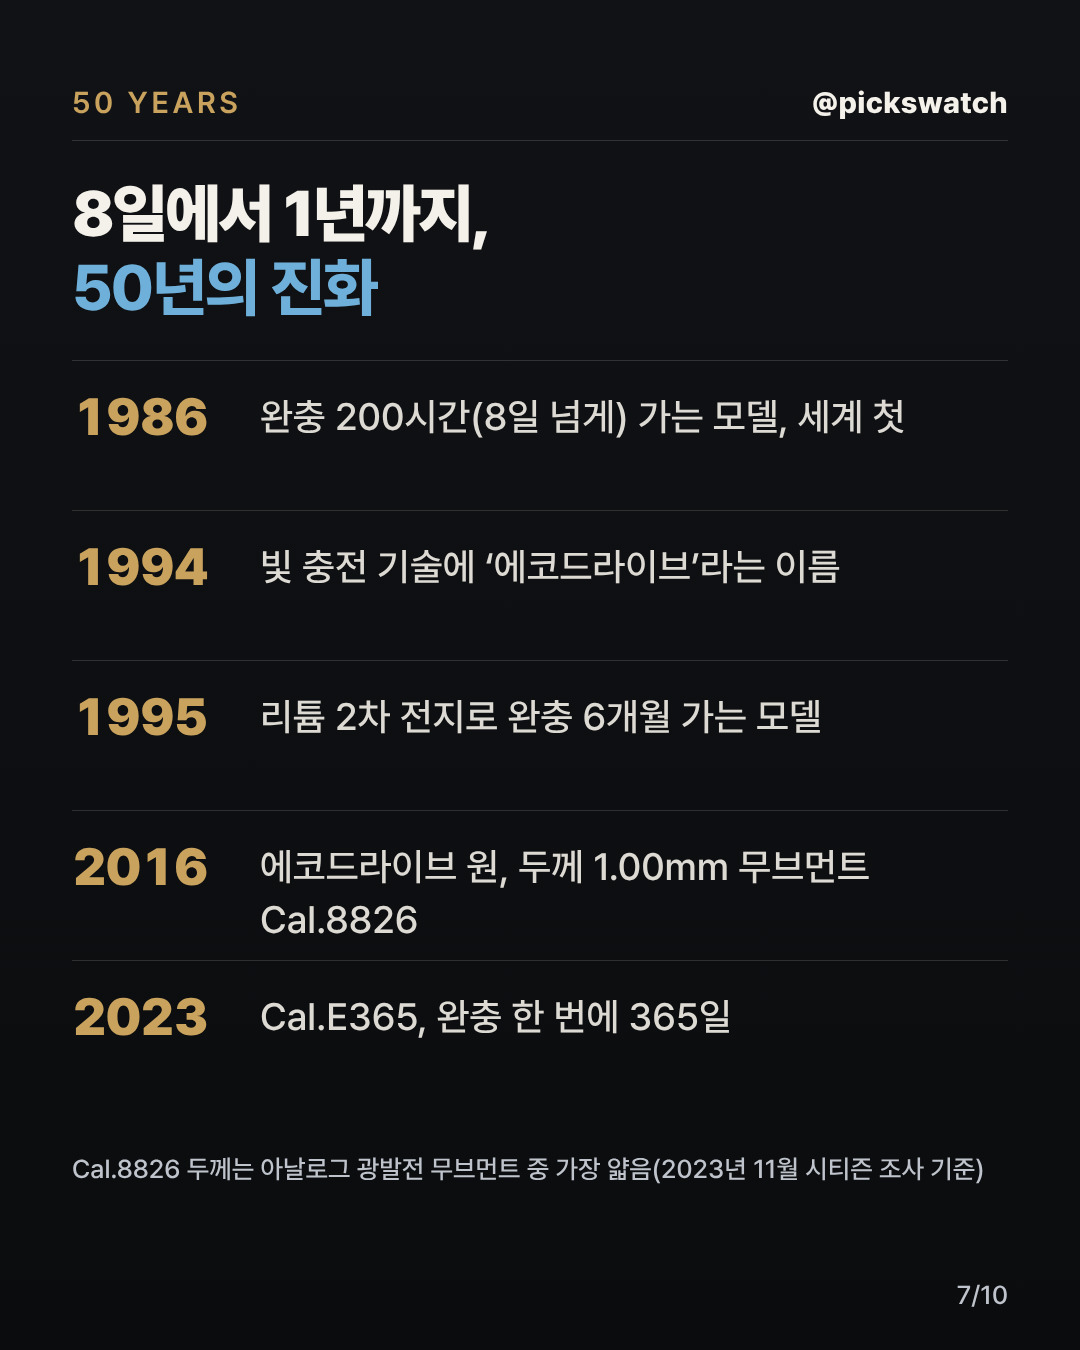 50 YEARS
@pickswatch
8일에서 1년까지,
50년의 진화
1986 완충 200시간(8일 넘게) 가는 모델, 세계 첫
1994 빛 충전 기술에 ‘에코드라이브’라는 이름
1995 리튬 2차 전지로 완충 6개월 가는 모델
2016 에코드라이브 원, 두께 1.00mm 무브먼트
Cal.8826
2023 Cal.E365, 완충 한 번에 365일
Cal.8826 두께는 아날로그 광발전 무브먼트 중 가장 얇음(2023년 11월 시티즌 조사 기준)
7/10